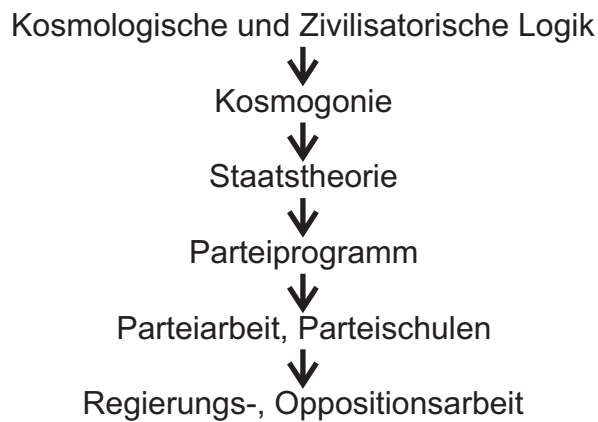 Kosmologische und Zivilisatorische Logik
Kosmogonie
Staatstheorie
Parteiprogramm
Parteiarbeit, Parteischulen
Regierungs-, Oppositionsarbeit